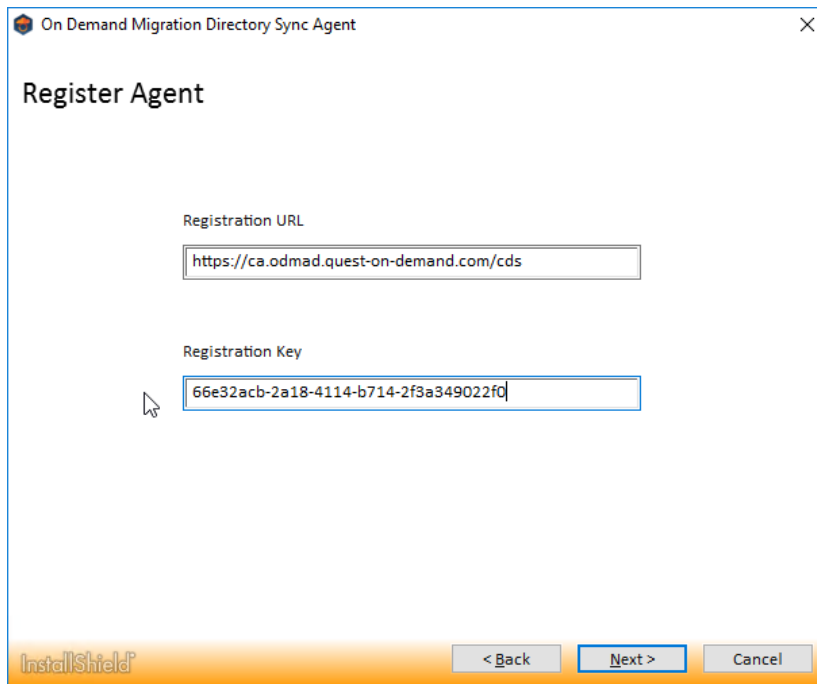 On Demand Migration Directory Sync Agent
Register Agent
Registration URL
https://ca.odmad.quest-on-demand.com/cds
Registration Key
66e32acb-2a18-4114-b714-2f3a349022f0
InstallShield
< Back
Next >
Cancel